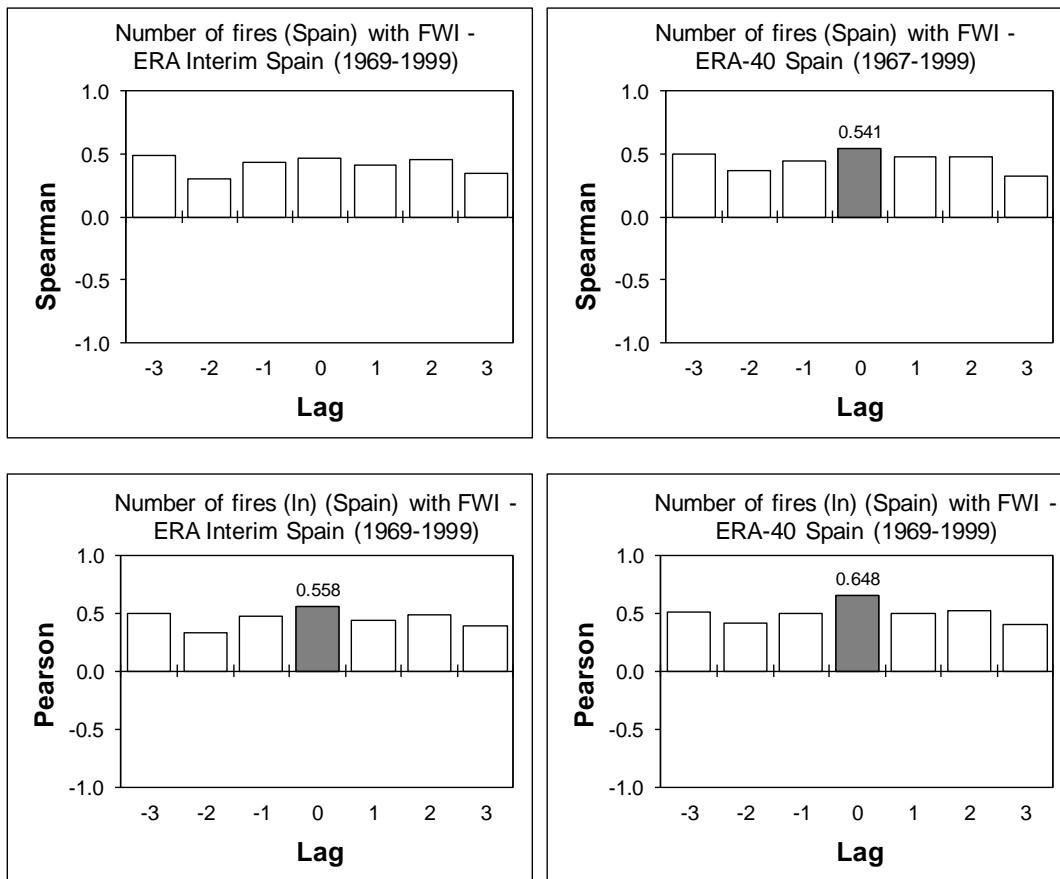 Number of fires (Spain) with FWI -
ERA Interim Spain (1969-1999)
1.0
0.5
0.0
-0.5
-1.0
Spearman
-3 -2 -1 0 1 2 3
Lag
Number of fires (Spain) with FWI -
ERA-40 Spain (1967-1999)
1.0
0.541
0.5
0.0
-0.5
-1.0
Spearman
-3 -2 -1 0 1 2 3
Lag
Number of fires (ln) (Spain) with FWI -
ERA Interim Spain (1969-1999)
1.0
0.558
0.5
0.0
-0.5
-1.0
Pearson
-3 -2 -1 0 1 2 3
Lag
Number of fires (ln) (Spain) with FWI -
ERA-40 Spain (1969-1999)
1.0
0.648
0.5
0.0
-0.5
-1.0
Pearson
-3 -2 -1 0 1 2 3
Lag